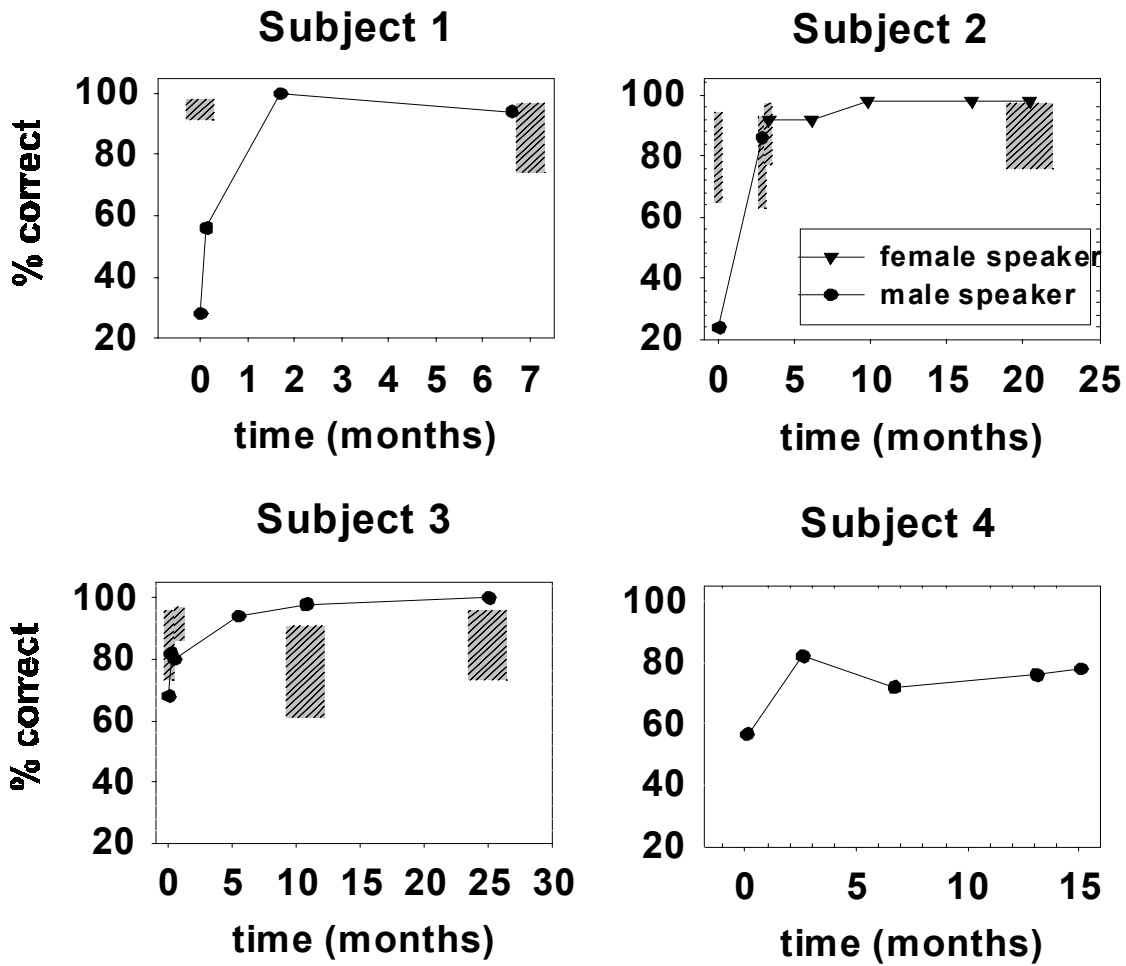 Subject 1
Subject 2
% correct
100
80
60
40
20
0 1 2 3 4 5 6 7
time (months)
100
80
60
40
20
female speaker
male speaker
0 5 10 15 20 25
time (months)
Subject 3
Subject 4
% correct
100
80
60
40
20
0 5 10 15 20 25 30
time (months)
100
80
60
40
20
0 5 10 15
time (months)